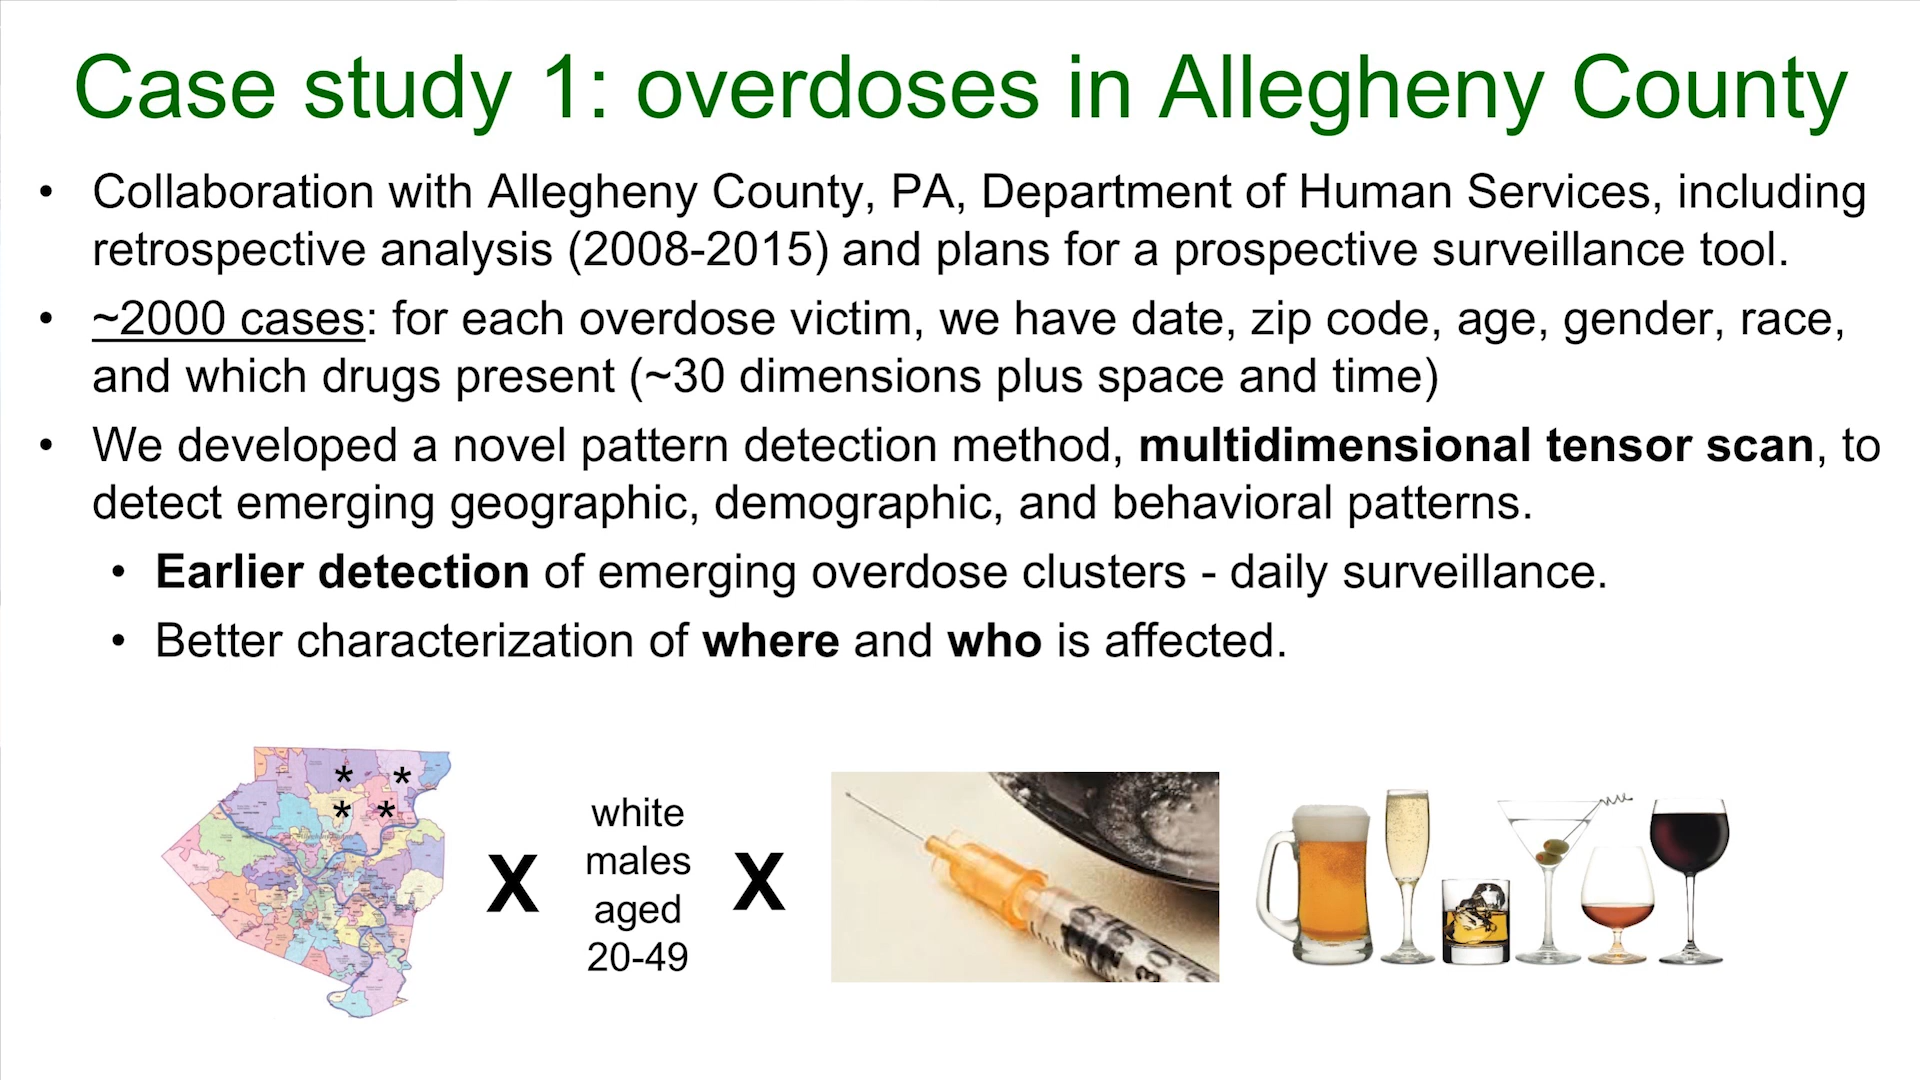 Case study 1: overdoses in Allegheny County
• Collaboration with Allegheny County, PA, Department of Human Services, including
retrospective analysis (2008-2015) and plans for a prospective surveillance tool.
• ~2000 cases: for each overdose victim, we have date, zip code, age, gender, race,
and which drugs present (~30 dimensions plus space and time)
• We developed a novel pattern detection method, multidimensional tensor scan, to
detect emerging geographic, demographic, and behavioral patterns.
• Earlier detection of emerging overdose clusters - daily surveillance.
• Better characterization of where and who is affected.
* *
* *
X
white
males
aged
20-49
X